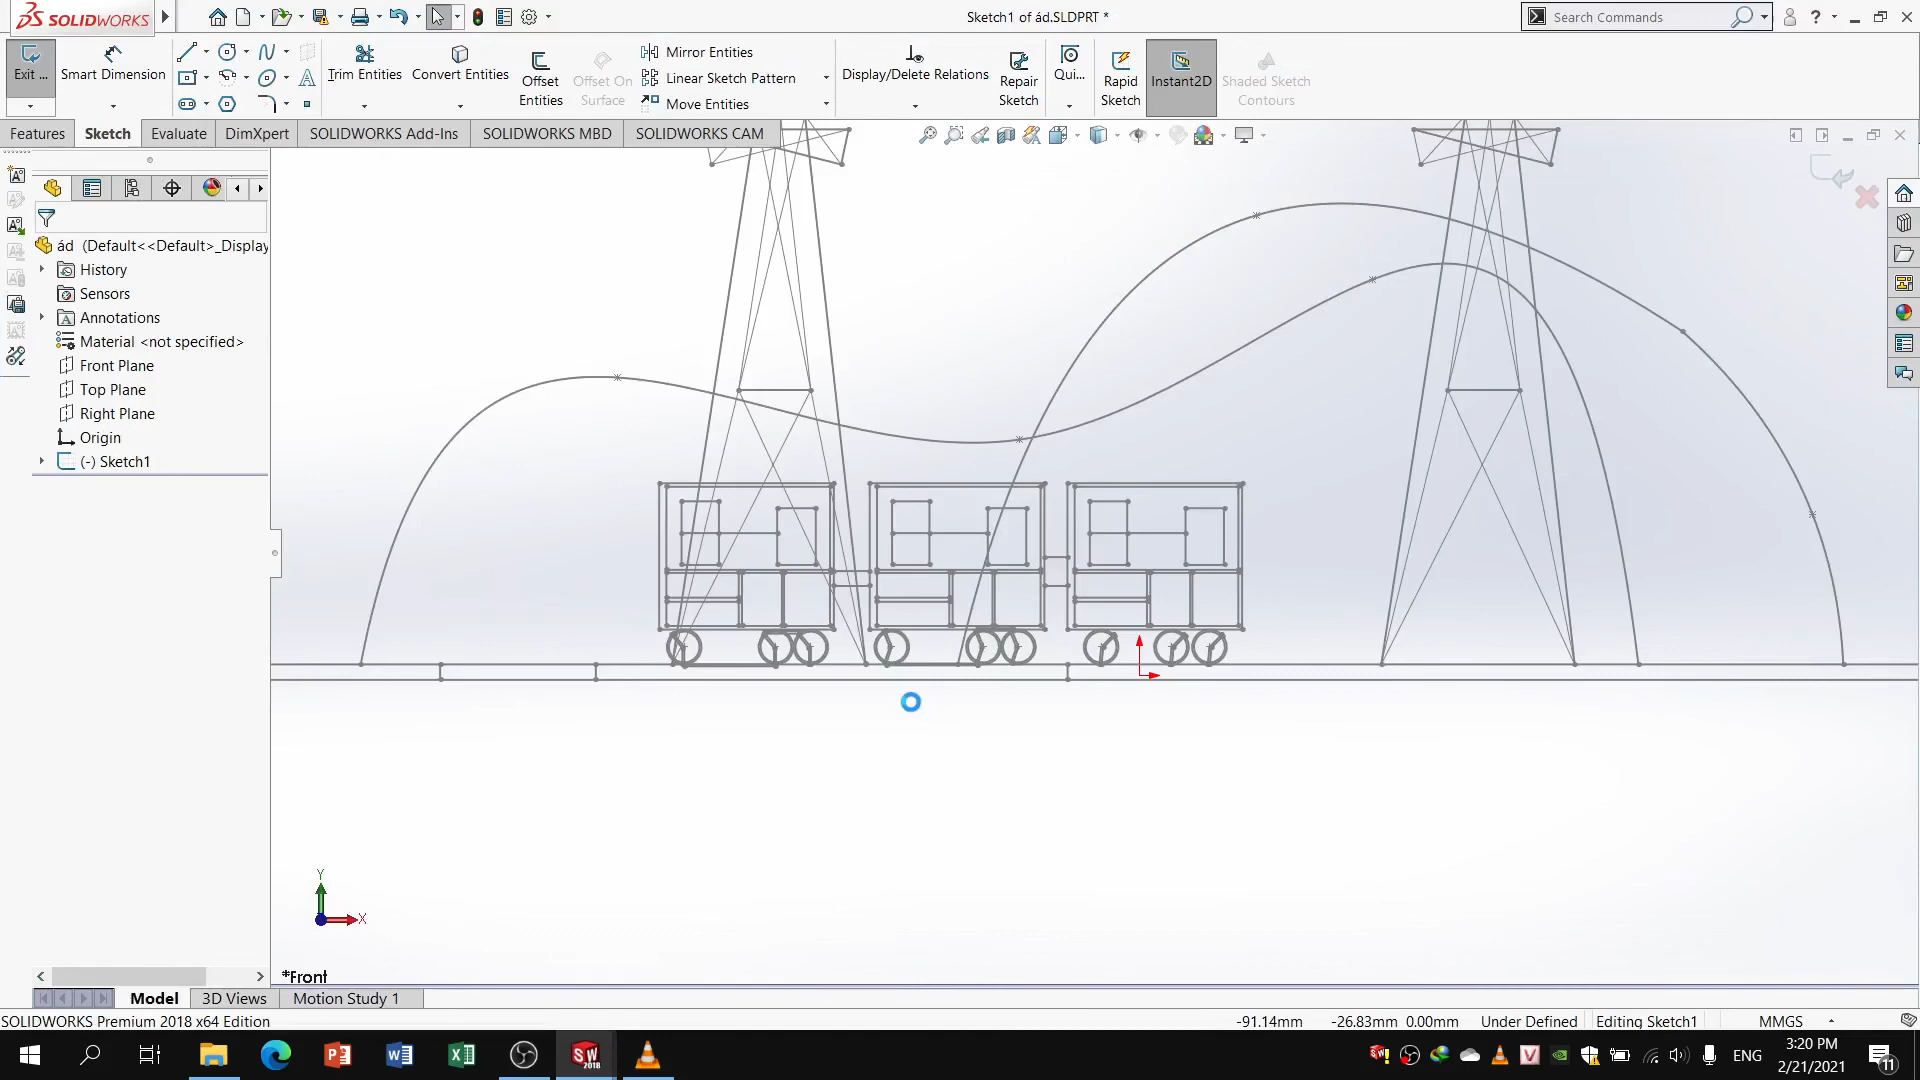 SOLIDWORKS
Sketch1 of ád.SLDPRT *
Search Commands
Exit ...
Smart Dimension
Trim Entities
Convert Entities
Offset Entities
Offset On Surface
Mirror Entities
Linear Sketch Pattern
Move Entities
Display/Delete Relations
Repair Sketch
Qui...
Rapid Sketch
Instant2D
Shaded Sketch Contours
Features
Sketch
Evaluate
DimXpert
SOLIDWORKS Add-Ins
SOLIDWORKS MBD
SOLIDWORKS CAM
ád (Default<<Default>_Display
History
Sensors
Annotations
Material <not specified>
Front Plane
Top Plane
Right Plane
Origin
(-) Sketch1
Y
X
*Front
Model
3D Views
Motion Study 1
SOLIDWORKS Premium 2018 x64 Edition
-91.14mm
-26.83mm 0.00mm
Under Defined
Editing Sketch1
MMGS
ENG
3:20 PM
2/21/2021
11